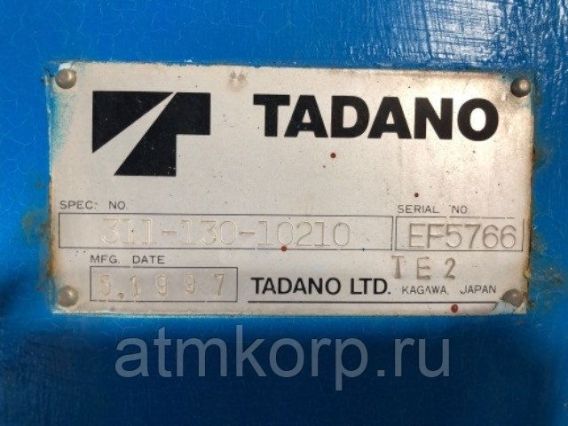 TADANO
SPEC. NO.
311-130-10210
SERIAL NO.
EF5766
MFG. DATE
5.1997
TE2
TADANO LTD. KAGAWA, JAPAN
atmkorp.ru